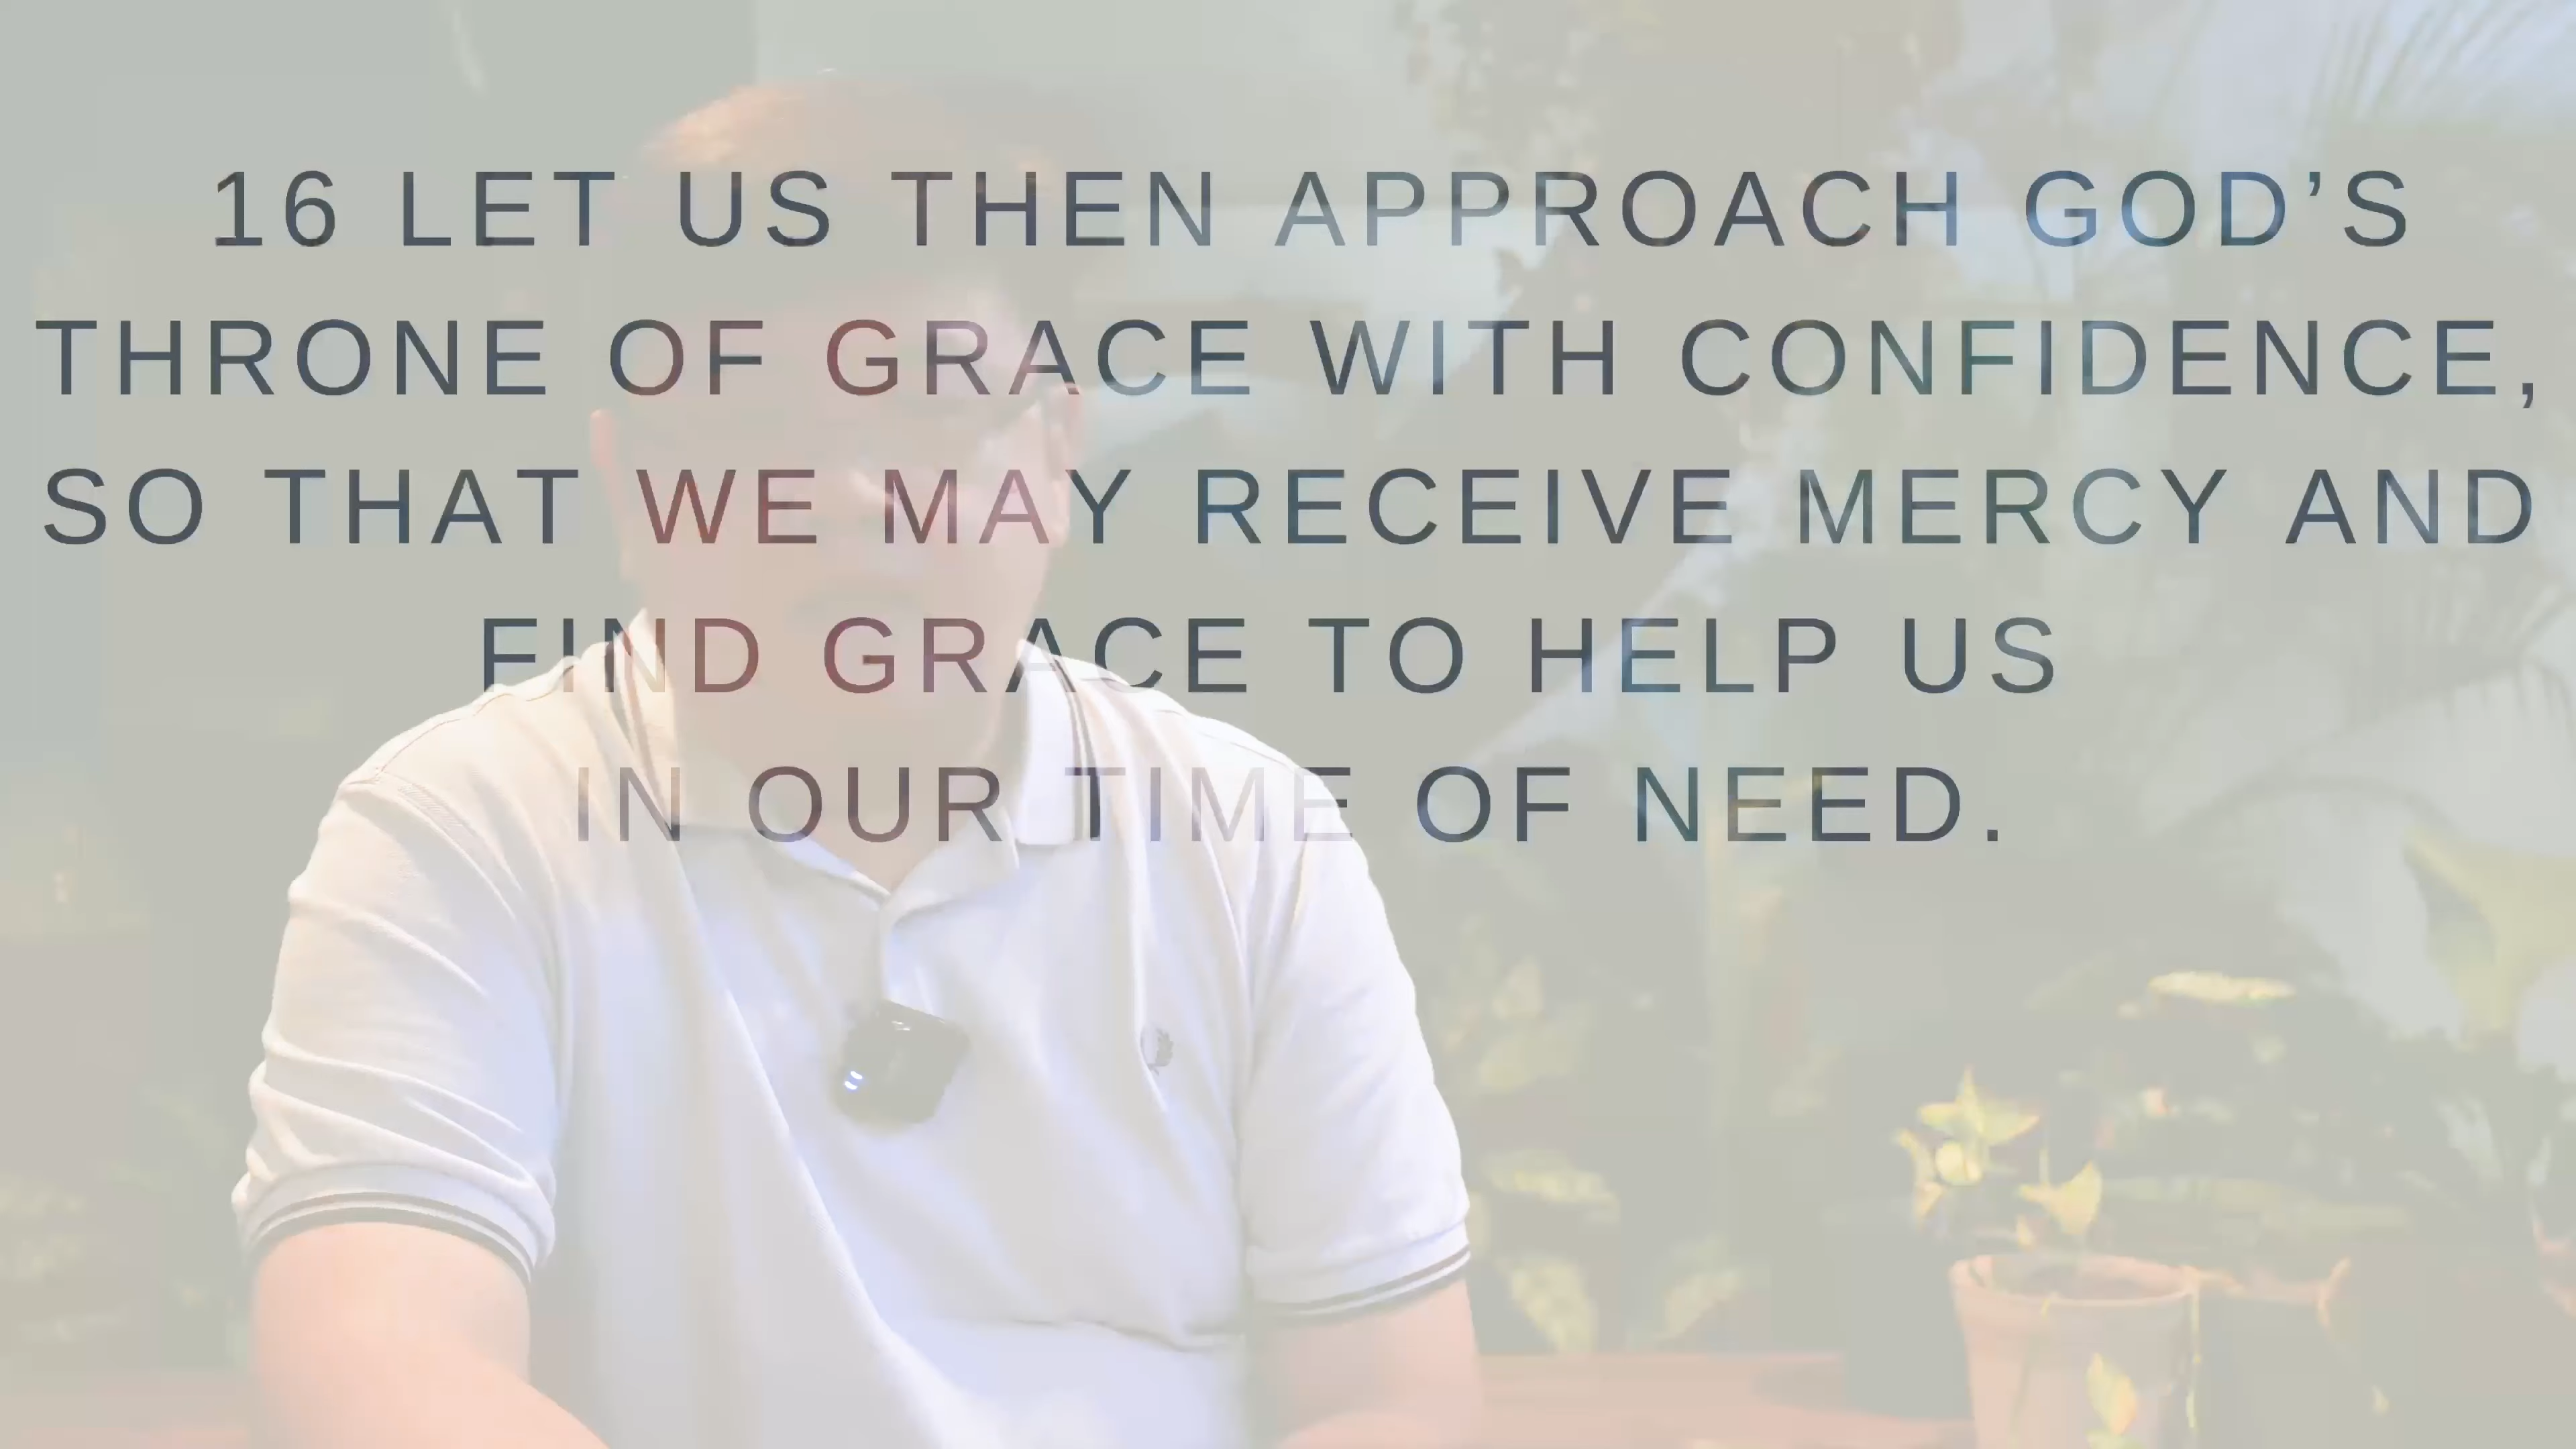 16 LET US THEN APPROACH GOD’S
THRONE OF GRACE WITH CONFIDENCE,
SO THAT WE MAY RECEIVE MERCY AND
FIND GRACE TO HELP US
IN OUR TIME OF NEED.